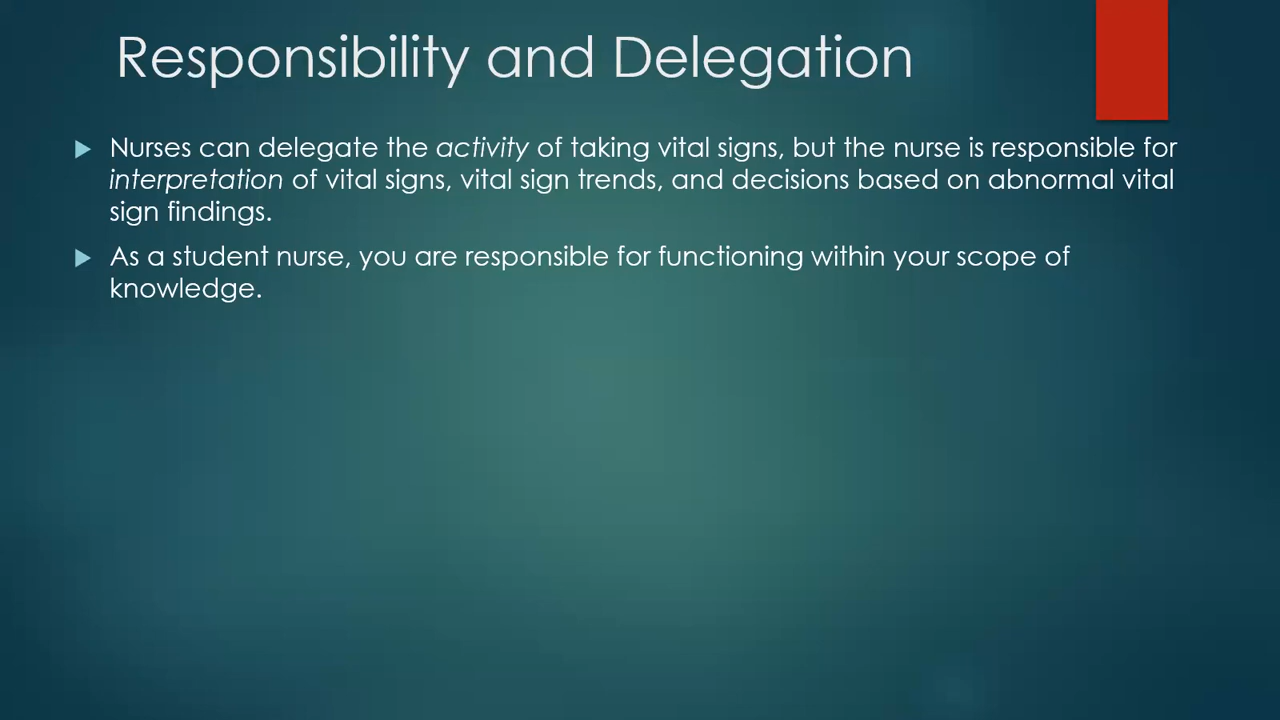 Responsibility and Delegation
Nurses can delegate the activity of taking vital signs, but the nurse is responsible for
interpretation of vital signs, vital sign trends, and decisions based on abnormal vital
sign findings.
As a student nurse, you are responsible for functioning within your scope of
knowledge.